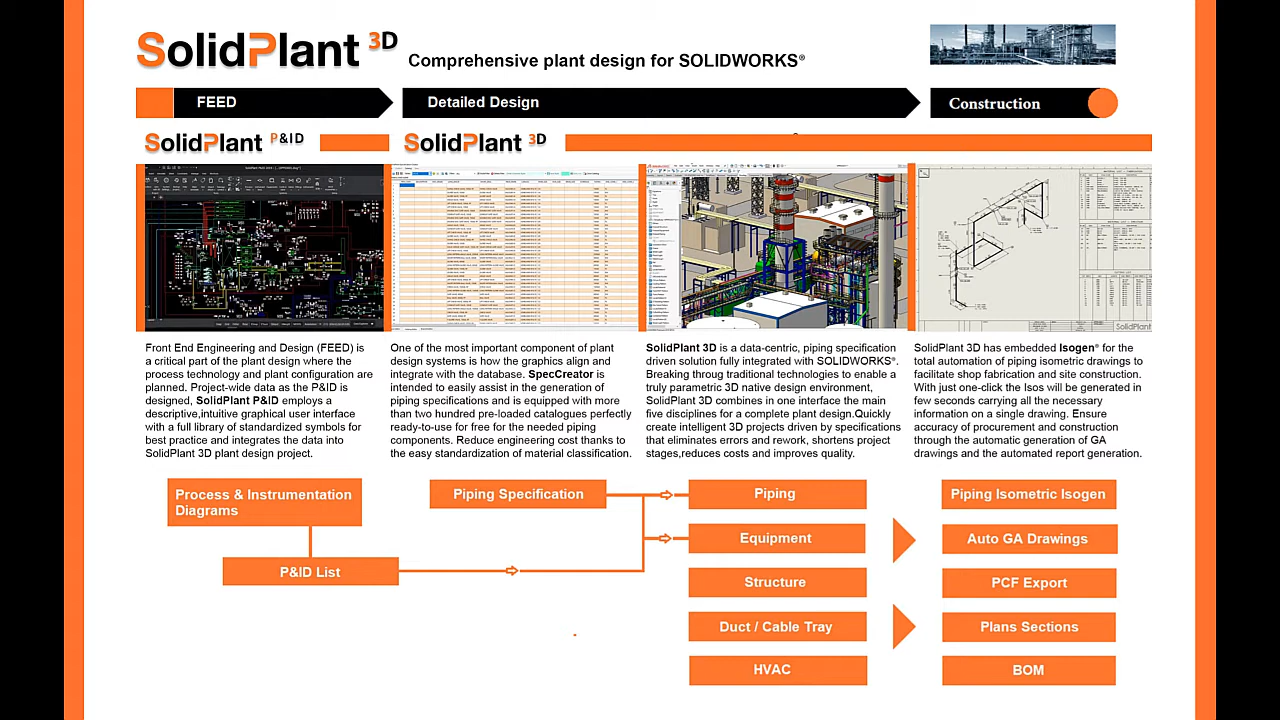 SolidPlant 3D
Comprehensive plant design for SOLIDWORKS®
FEED
Detailed Design
Construction
SolidPlant P&ID
SolidPlant 3D
SolidPlant
Front End Enginering and Design (FEED) is
a critical part of the plant design where the
process technology and plant configuration are
planned. Project-wide data as the P&ID is
designed, SolidPlant P&ID employs a
descriptive,intuitive graphical user interface
with a full library of standardized symbols for
best practice and integrates the data into
SolidPlant 3D plant design project.
One of the most important component of plant
design systems is how the graphics align and
integrate with the database. SpecCreator is
intended to easily assist in the generation of
piping specifications and is equipped with more
than two hundred pre-loaded catalogues perfectly
ready-to-use for free for the needed piping
components. Reduce engineering cost thanks to
the easy standardization of material classification.
SolidPlant 3D is a data-centric, piping specification
driven solution fully integrated with SOLIDWORKS®.
Breaking throug traditional technologies to enable a
truly parametric 3D native design environment,
SolidPlant 3D combines in one interface the main
five disciplines for a complete plant design.Quickly
create intelligent 3D projects driven by specifications
that eliminates errors and rework, shortens project
stages,reduces costs and improves quality.
SolidPlant 3D has embedded Isogen® for the
total automation of piping isometric drawings to
facilitate shop fabrication and site construction.
With just one-click the Isos will be generated in
few seconds carrying all the necessary
information on a single drawing. Ensure
accuracy of procurement and construction
through the automatic generation of GA
drawings and the automated report generation.
Process & Instrumentation
Diagrams
P&ID List
Piping Specification
Piping
Equipment
Structure
Duct / Cable Tray
HVAC
Piping Isometric Isogen
Auto GA Drawings
PCF Export
Plans Sections
BOM